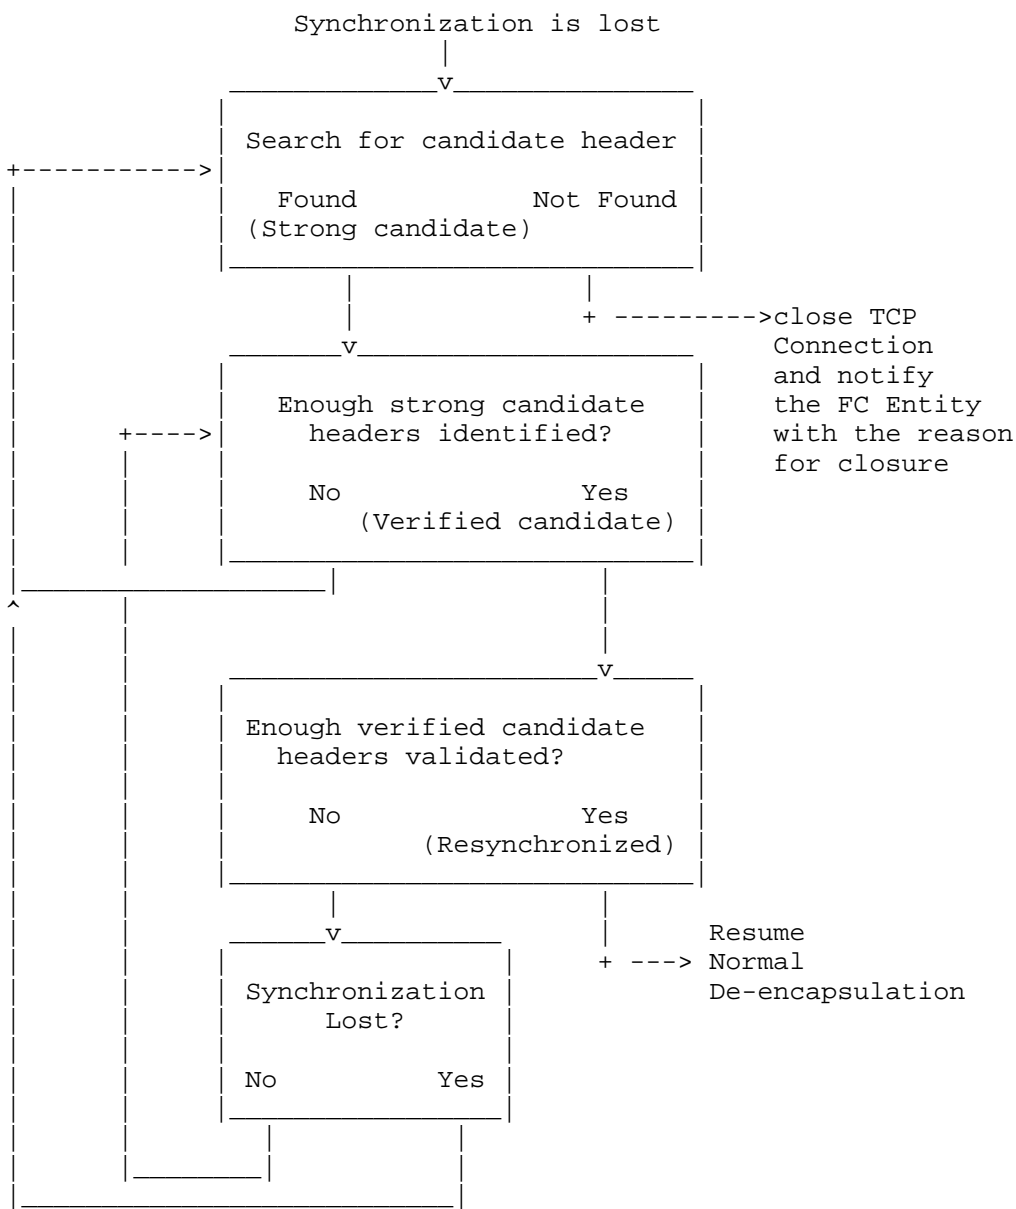 Synchronization is lost
Search for candidate header
Found Not Found
(Strong candidate)
close TCP
Connection
and notify
the FC Entity
with the reason
for closure
Enough strong candidate
headers identified?
No Yes
(Verified candidate)
Enough verified candidate
headers validated?
No Yes
(Resynchronized)
Resume
Normal
De-encapsulation
Synchronization
Lost?
No Yes